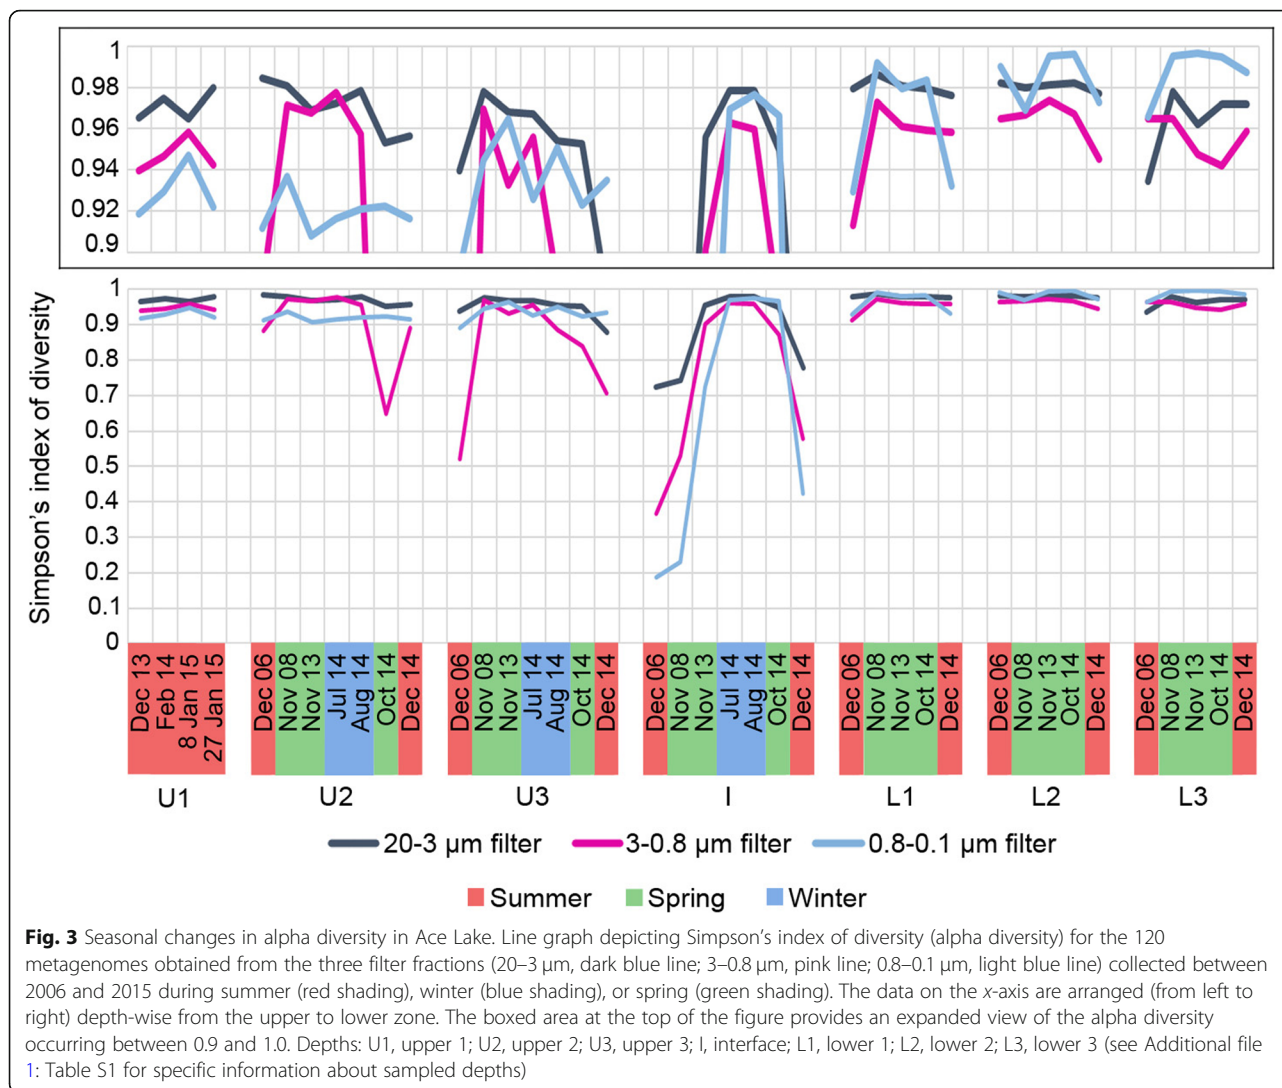 1
0.98
0.96
0.94
0.92
0.9
Simpson's index of diversity
1
0.9
0.8
0.7
0.6
0.5
0.4
0.3
0.2
0.1
0
Dec 13
Feb 14
8 Jan 15
27 Jan 15
Dec 06
Nov 08
Nov 13
Jul 14
Aug 14
Oct 14
Dec 14
Dec 06
Nov 08
Nov 13
Jul 14
Aug 14
Oct 14
Dec 14
Dec 06
Nov 08
Nov 13
Jul 14
Aug 14
Oct 14
Dec 14
Dec 06
Nov 08
Nov 13
Oct 14
Dec 14
Dec 06
Nov 08
Nov 13
Oct 14
Dec 14
Dec 06
Nov 08
Nov 13
Oct 14
Dec 14
U1 U2 U3 I L1 L2 L3
20-3 µm filter 3-0.8 µm filter 0.8-0.1 µm filter
Summer Spring Winter
Fig. 3 Seasonal changes in alpha diversity in Ace Lake. Line graph depicting Simpson's index of diversity (alpha diversity) for the 120
metagenomes obtained from the three filter fractions (20–3 µm, dark blue line; 3–0.8 µm, pink line; 0.8–0.1 µm, light blue line) collected between
2006 and 2015 during summer (red shading), winter (blue shading), or spring (green shading). The data on the x-axis are arranged (from left to
right) depth-wise from the upper to lower zone. The boxed area at the top of the figure provides an expanded view of the alpha diversity
occurring between 0.9 and 1.0. Depths: U1, upper 1; U2, upper 2; U3, upper 3; I, interface; L1, lower 1; L2, lower 2; L3, lower 3 (see Additional file
1: Table S1 for specific information about sampled depths)